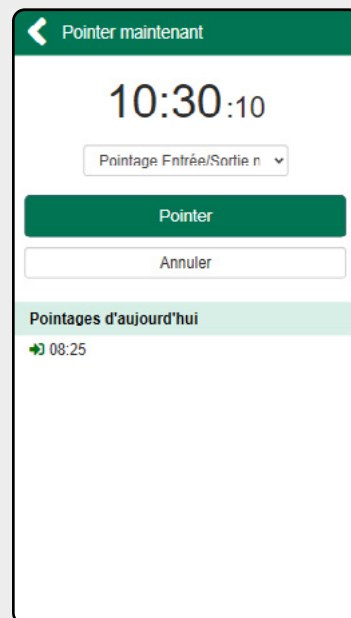 Pointer maintenant
10:30:10
Pointage Entrée/Sortie n
Pointer
Annuler
Pointages d'aujourd'hui
08:25